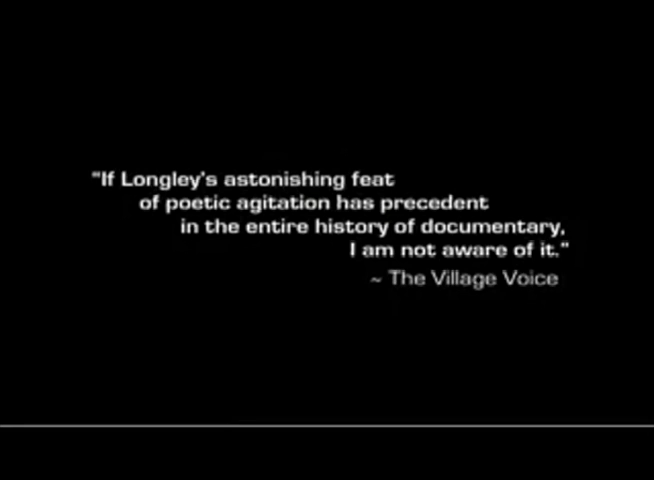 "If Longley's astonishing feat
of poetic agitation has precedent
in the entire history of documentary,
I am not aware of it."
~ The Village Voice